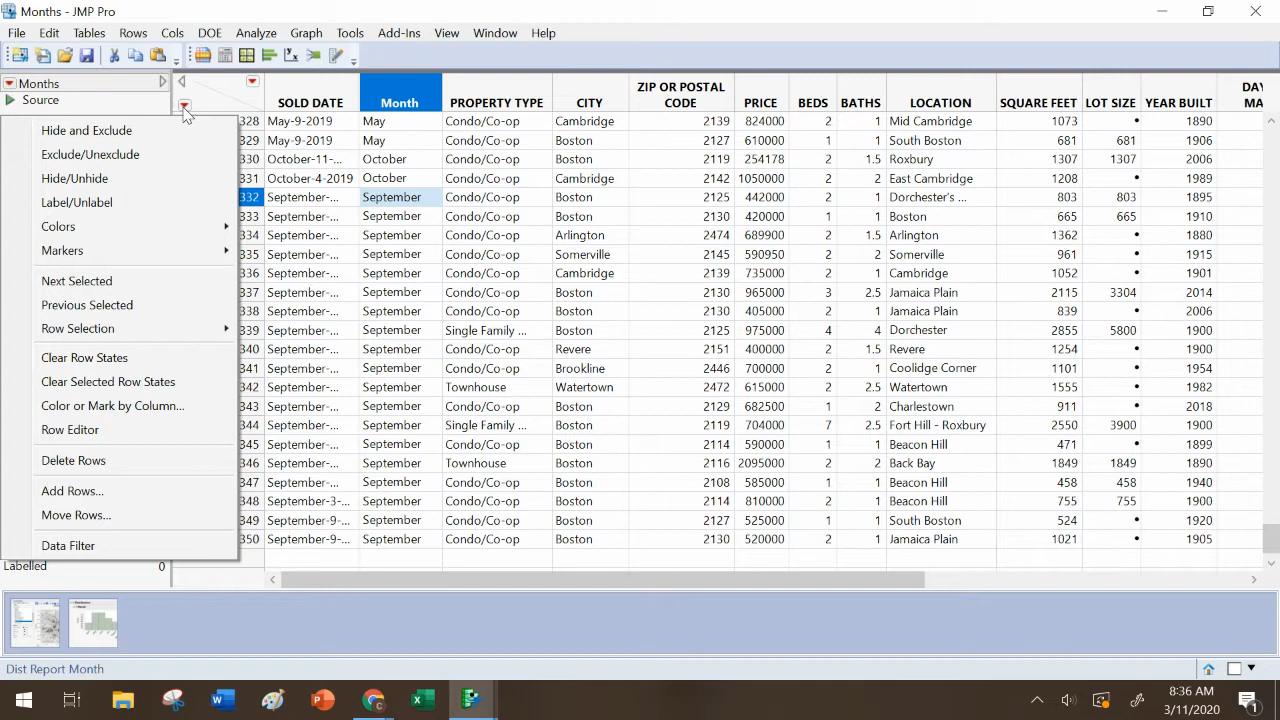 Months - JMP Pro
File Edit Tables Rows Cols DOE Analyze Graph Tools Add-Ins View Window Help
Months
Source
SOLD DATE Month PROPERTY TYPE CITY ZIP OR POSTAL CODE PRICE BEDS BATHS LOCATION SQUARE FEET LOT SIZE YEAR BUILT DAY MA
328 May-9-2019 May Condo/Co-op Cambridge 2139 824000 2 1 Mid Cambridge 1073 • 1890
329 May-9-2019 May Condo/Co-op Boston 2127 610000 1 1 South Boston 681 681 1906
330 October-11-... October Condo/Co-op Boston 2119 254178 2 1.5 Roxbury 1307 1307 2006
331 October-4-2019 October Condo/Co-op Cambridge 2142 1050000 2 2 East Cambridge 1208 • 1989
332 September-... September Condo/Co-op Boston 2125 442000 2 1 Dorchester's ... 803 803 1895
333 September-... September Condo/Co-op Boston 2130 420000 1 1 Boston 665 665 1910
334 September-... September Condo/Co-op Arlington 2474 689900 2 1.5 Arlington 1362 • 1880
335 September-... September Condo/Co-op Somerville 2145 590950 2 2 Somerville 961 • 1915
336 September-... September Condo/Co-op Cambridge 2139 735000 2 1 Cambridge 1052 • 1901
337 September-... September Condo/Co-op Boston 2130 965000 3 2.5 Jamaica Plain 2115 3304 2014
338 September-... September Condo/Co-op Boston 2130 405000 2 1 Jamaica Plain 839 • 2006
339 September-... September Single Family ... Boston 2125 975000 4 4 Dorchester 2855 5800 1900
340 September-... September Condo/Co-op Revere 2151 400000 2 1.5 Revere 1254 • 1900
341 September-... September Condo/Co-op Brookline 2446 700000 2 1 Coolidge Corner 1101 • 1954
342 September-... September Townhouse Watertown 2472 615000 2 2.5 Watertown 1555 • 1982
343 September-... September Condo/Co-op Boston 2129 682500 1 2 Charlestown 911 • 2018
344 September-... September Single Family ... Boston 2119 704000 7 2.5 Fort Hill - Roxbury 2550 3900 1900
345 September-... September Condo/Co-op Boston 2114 590000 1 1 Beacon Hill 471 • 1899
346 September-... September Townhouse Boston 2116 2095000 2 2 Back Bay 1849 1849 1890
347 September-... September Condo/Co-op Boston 2108 585000 1 1 Beacon Hill 458 458 1940
348 September-3-... September Condo/Co-op Boston 2114 810000 2 1 Beacon Hill 755 755 1900
349 September-9-... September Condo/Co-op Boston 2127 525000 1 1 South Boston 524 • 1920
350 September-9-... September Condo/Co-op Boston 2130 520000 2 1 Jamaica Plain 1021 • 1905
Hide and Exclude
Exclude/Unexclude
Hide/Unhide
Label/Unlabel
Colors
Markers
Next Selected
Previous Selected
Row Selection
Clear Row States
Clear Selected Row States
Color or Mark by Column...
Row Editor
Delete Rows
Add Rows...
Move Rows...
Data Filter
Labelled 0
Dist Report Month
8:36 AM
3/11/2020
1